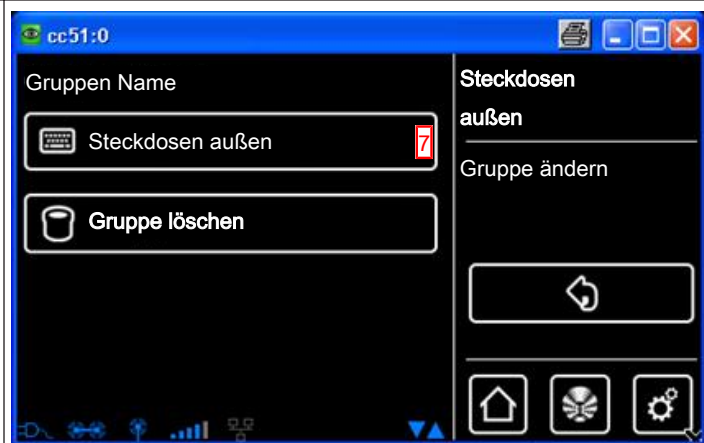 cc51:0
Gruppen Name
Steckdosen außen
7
Gruppe löschen
Steckdosen
außen
Gruppe ändern